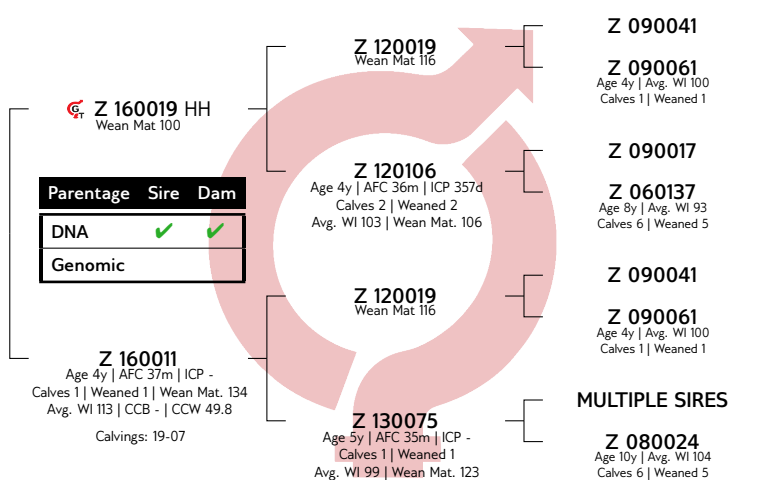 Z 160019 HH
Wean Mat 100
Parentage Sire Dam
DNA ✔ ✔
Genomic
Z 160011
Age 4y | AFC 37m | ICP -
Calves 1 | Weaned 1 | Wean Mat. 134
Avg. WI 113 | CCB - | CCW 49.8
Calvings: 19-07
Z 120019
Wean Mat 116
Z 120106
Age 4y | AFC 36m | ICP 357d
Calves 2 | Weaned 2
Avg. WI 103 | Wean Mat. 106
Z 120019
Wean Mat 116
Z 130075
Age 5y | AFC 35m | ICP -
Calves 1 | Weaned 1
Avg. WI 99 | Wean Mat. 123
Z 090041
Z 090061
Age 4y | Avg. WI 100
Calves 1 | Weaned 1
Z 090017
Z 060137
Age 8y | Avg. WI 93
Calves 6 | Weaned 5
Z 090041
Z 090061
Age 4y | Avg. WI 100
Calves 1 | Weaned 1
MULTIPLE SIRES
Z 080024
Age 10y | Avg. WI 104
Calves 6 | Weaned 5